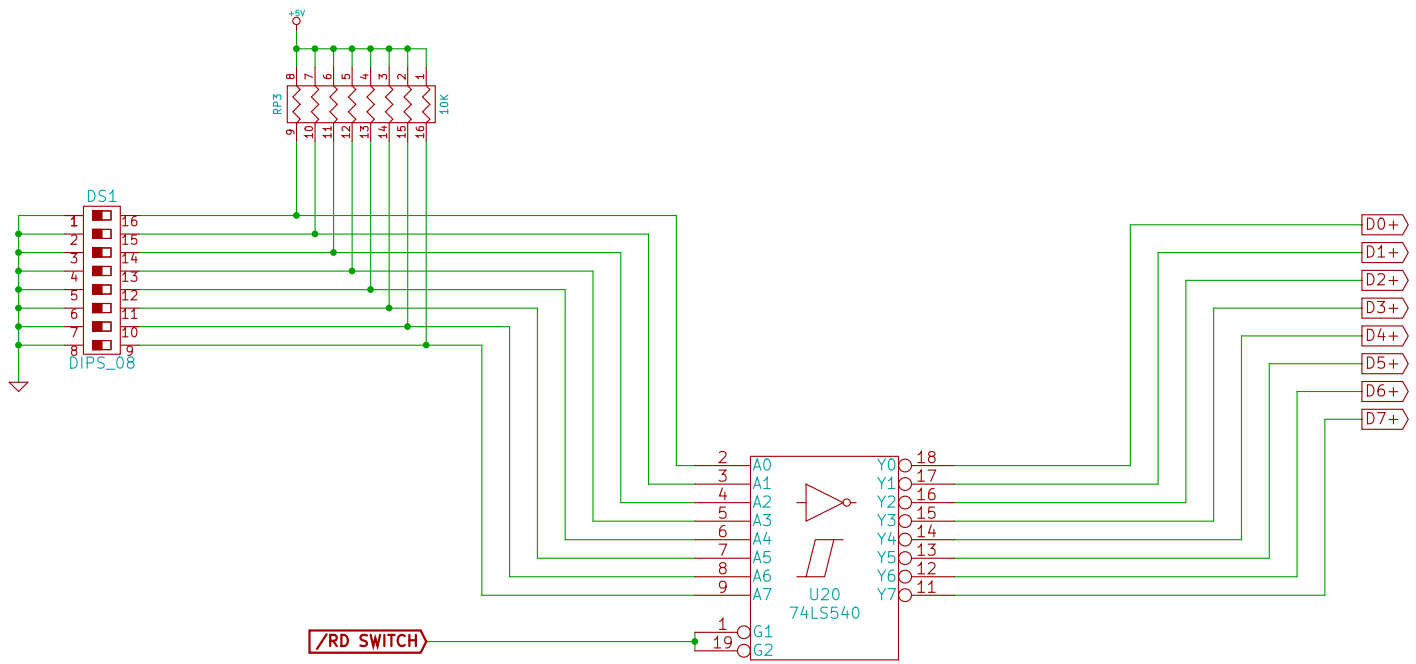 +5V
8 7 6 5 4 3 2 1
RP3
10K
9 10 11 12 13 14 15 16
DS1
1 16
2 15
3 14
4 13
5 12
6 11
7 10
8 9
DIPS_08
D0+
D1+
D2+
D3+
D4+
D5+
D6+
D7+
2 A0 Y0 18
3 A1 Y1 17
4 A2 Y2 16
5 A3 Y3 15
6 A4 Y4 14
7 A5 Y5 13
8 A6 Y6 12
9 A7 Y7 11
U20
74LS540
1 G1
/RD SWITCH
19 G2